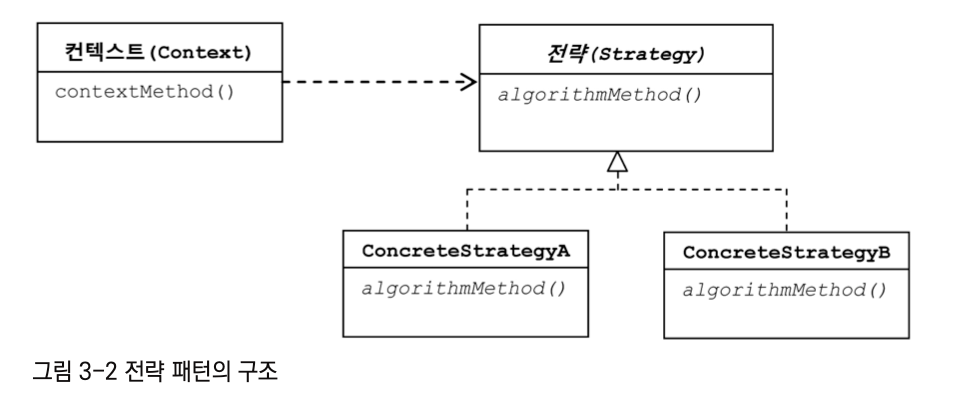 컨텍스트(Context)
contextMethod()
전략(Strategy)
algorithmMethod()
ConcreteStrategyA
algorithmMethod()
ConcreteStrategyB
algorithmMethod()
그림 3-2 전략 패턴의 구조